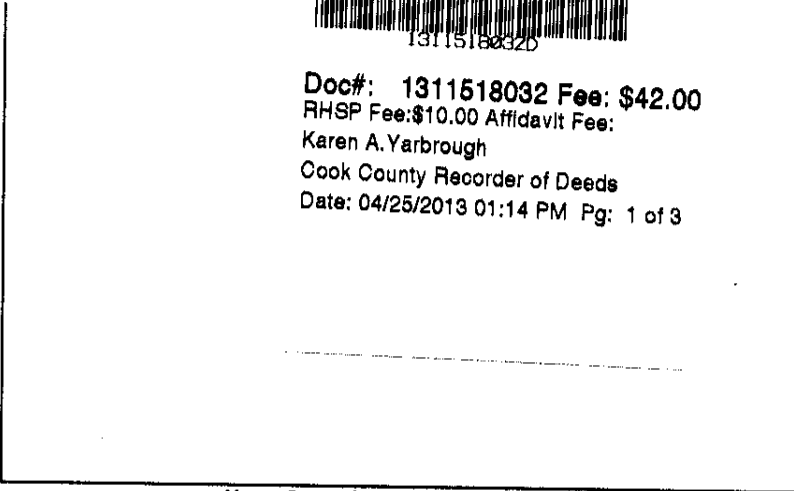 1311518032D
Doc#: 1311518032 Fee: $42.00
RHSP Fee:$10.00 Affidavit Fee:
Karen A.Yarbrough
Cook County Recorder of Deeds
Date: 04/25/2013 01:14 PM Pg: 1 of 3